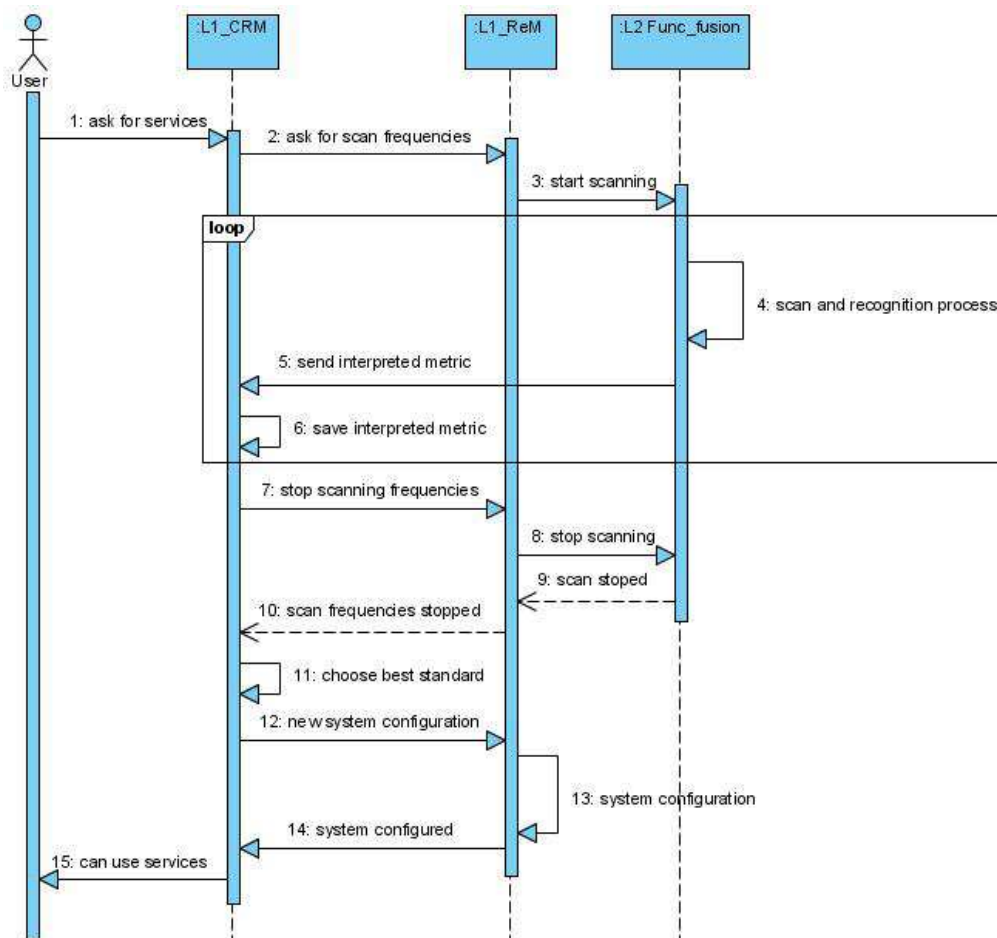 :L1_CRM
:L1_ReM
:L2 Func_fusion
User
1: ask for services
2: ask for scan frequencies
3: start scanning
loop
4: scan and recognition process
5: send interpreted metric
6: save interpreted metric
7: stop scanning frequencies
8: stop scanning
9: scan stoped
10: scan frequencies stopped
11: choose best standard
12: new system configuration
13: system configuration
14: system configured
15: can use services